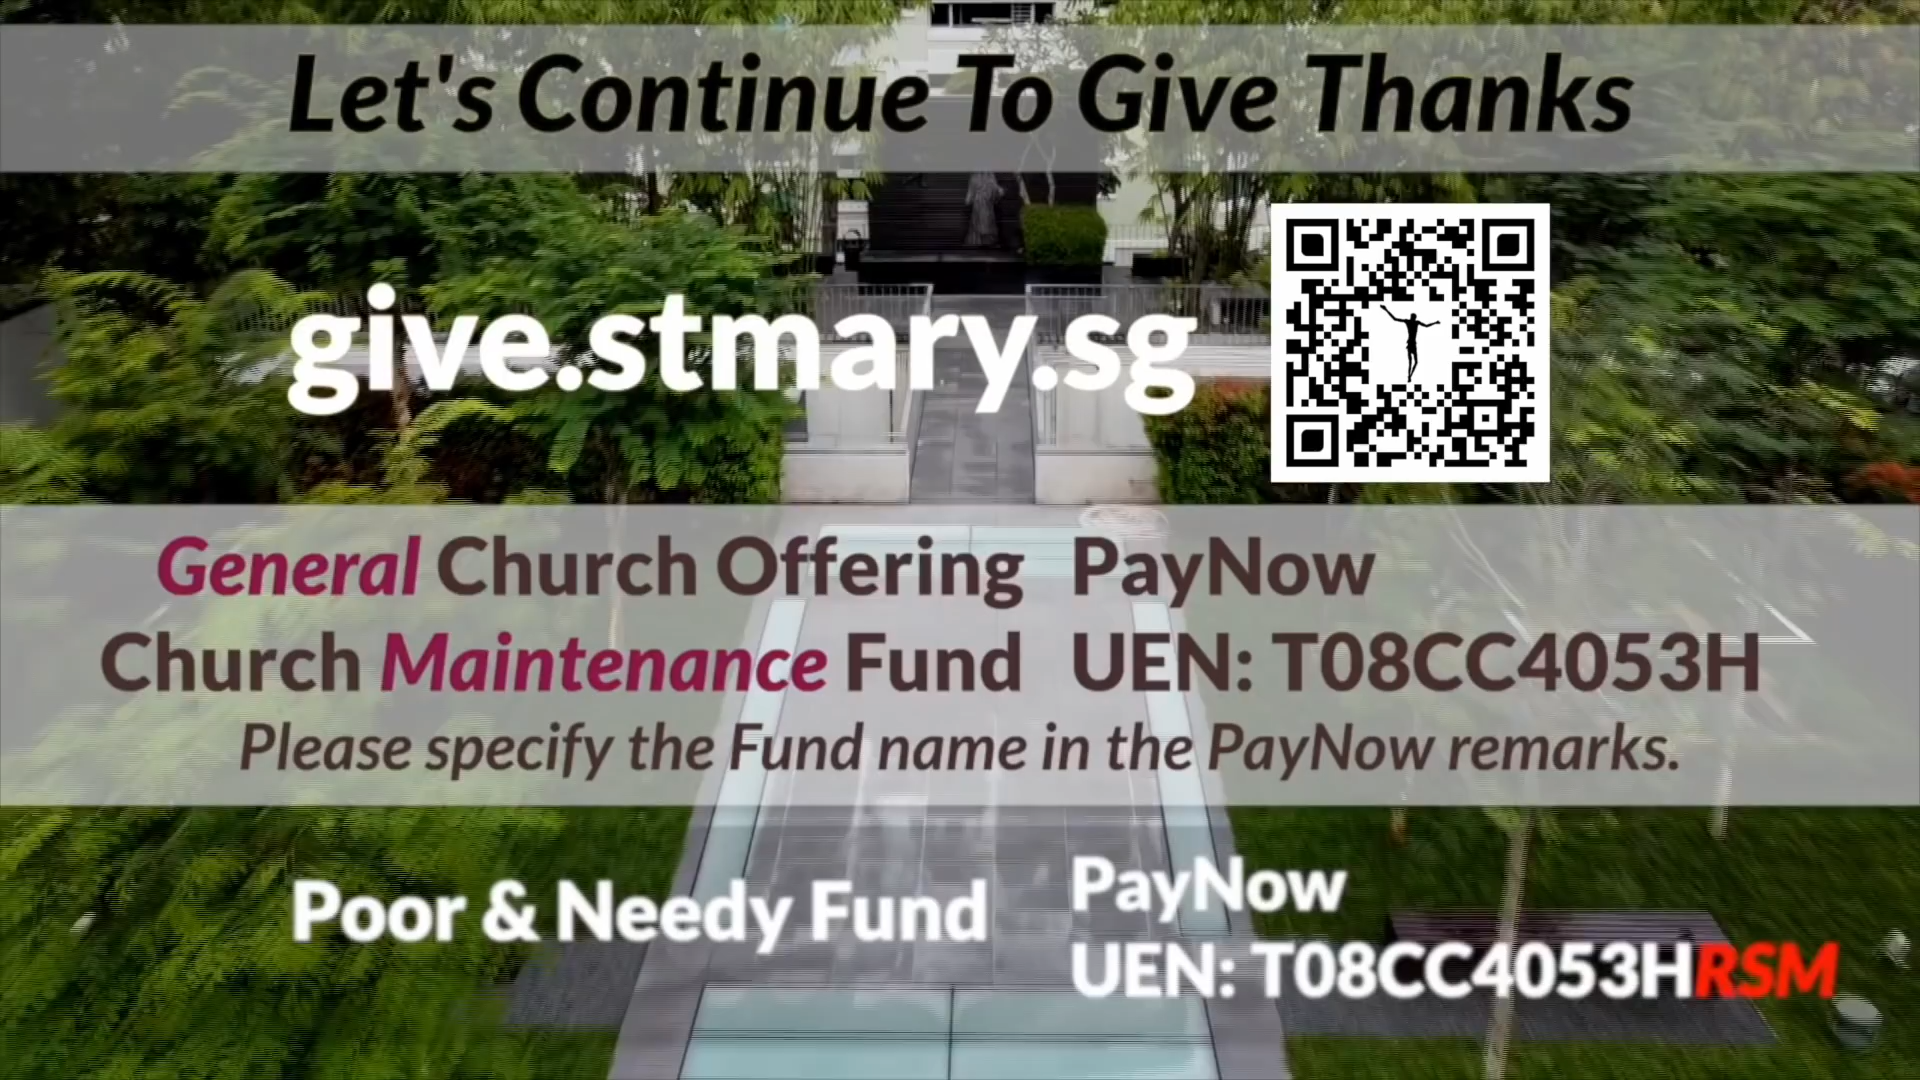 Let's Continue To Give Thanks
give.stmary.sg
General Church Offering PayNow
Church Maintenance Fund UEN: T08CC4053H
Please specify the Fund name in the PayNow remarks.
Poor & Needy Fund
PayNow
UEN: T08CC4053HRSM